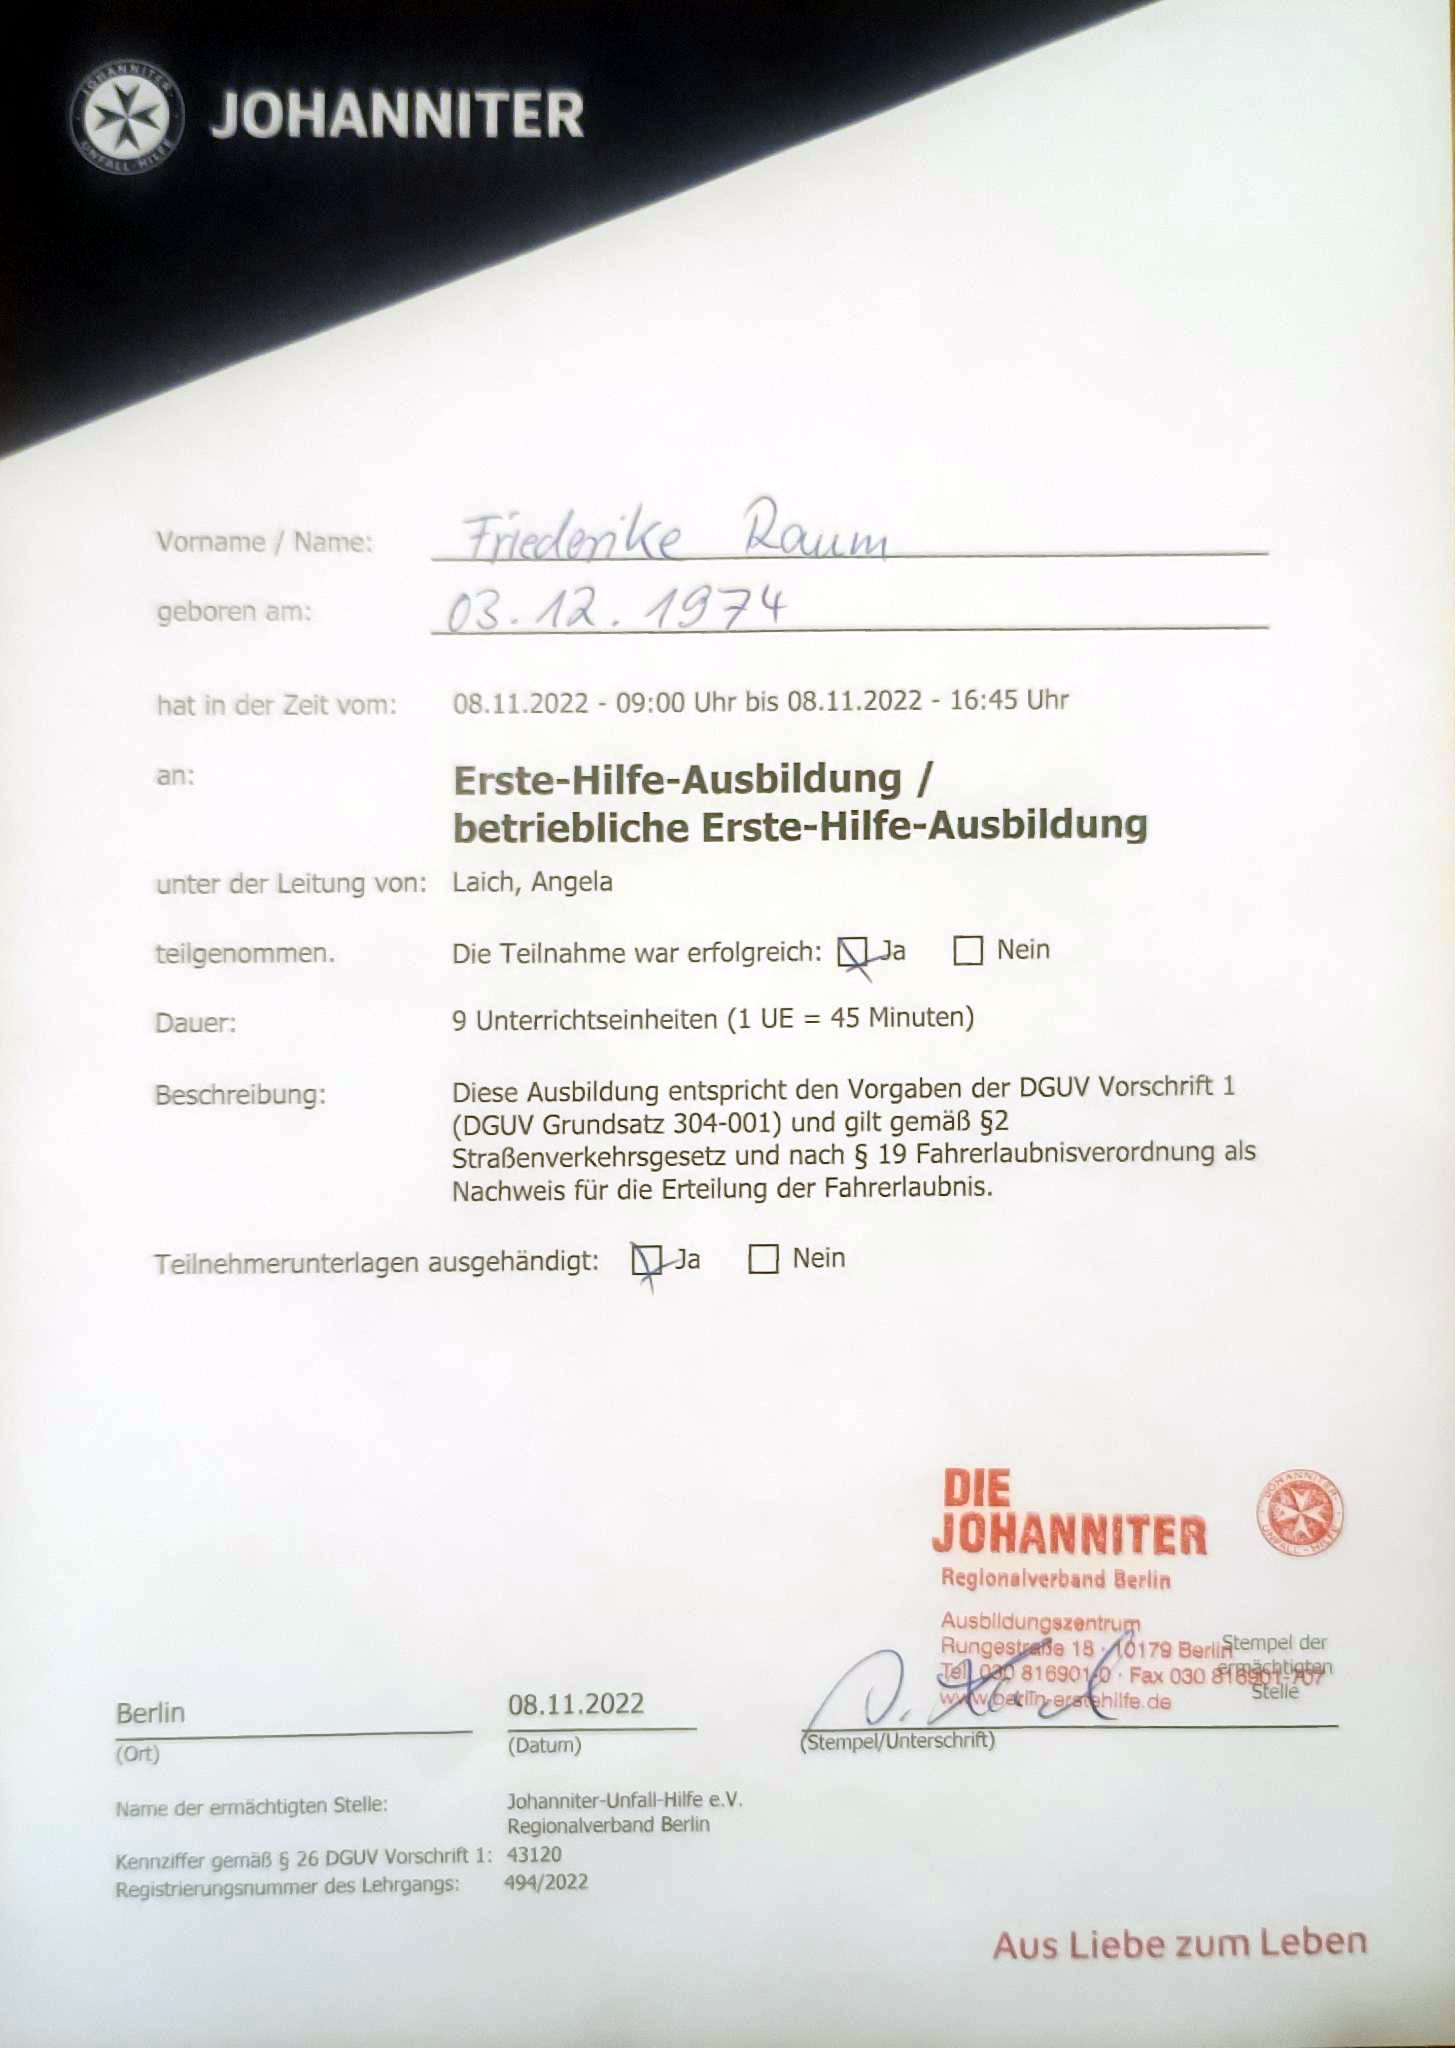 JOHANNITER
UNFALL-HILFE
JOHANNITER
Vorname / Name: Friederike Raum
geboren am: 03.12.1974
hat in der Zeit vom: 08.11.2022 - 09:00 Uhr bis 08.11.2022 - 16:45 Uhr
an: Erste-Hilfe-Ausbildung /
betriebliche Erste-Hilfe-Ausbildung
unter der Leitung von: Laich, Angela
teilgenommen. Die Teilnahme war erfolgreich: Ja Nein
Dauer: 9 Unterrichtseinheiten (1 UE = 45 Minuten)
Beschreibung: Diese Ausbildung entspricht den Vorgaben der DGUV Vorschrift 1
(DGUV Grundsatz 304-001) und gilt gemäß §2
Straßenverkehrsgesetz und nach § 19 Fahrerlaubnisverordnung als
Nachweis für die Erteilung der Fahrerlaubnis.
Teilnehmerunterlagen ausgehändigt: Ja Nein
DIE
JOHANNITER
JOHANNITER
UNFALL-HILFE
Regionalverband Berlin
Ausbildungszentrum
Rungestraße 18 · 10179 Berlin
Tel. 030 816901-0 · Fax 030 816901-707
www.berlin-erstehilfe.de
Stempel der
ermächtigten
Stelle
Berlin 08.11.2022
(Ort) (Datum) (Stempel/Unterschrift)
Name der ermächtigten Stelle: Johanniter-Unfall-Hilfe e.V.
Regionalverband Berlin
Kennziffer gemäß § 26 DGUV Vorschrift 1: 43120
Registrierungsnummer des Lehrgangs: 494/2022
Aus Liebe zum Leben